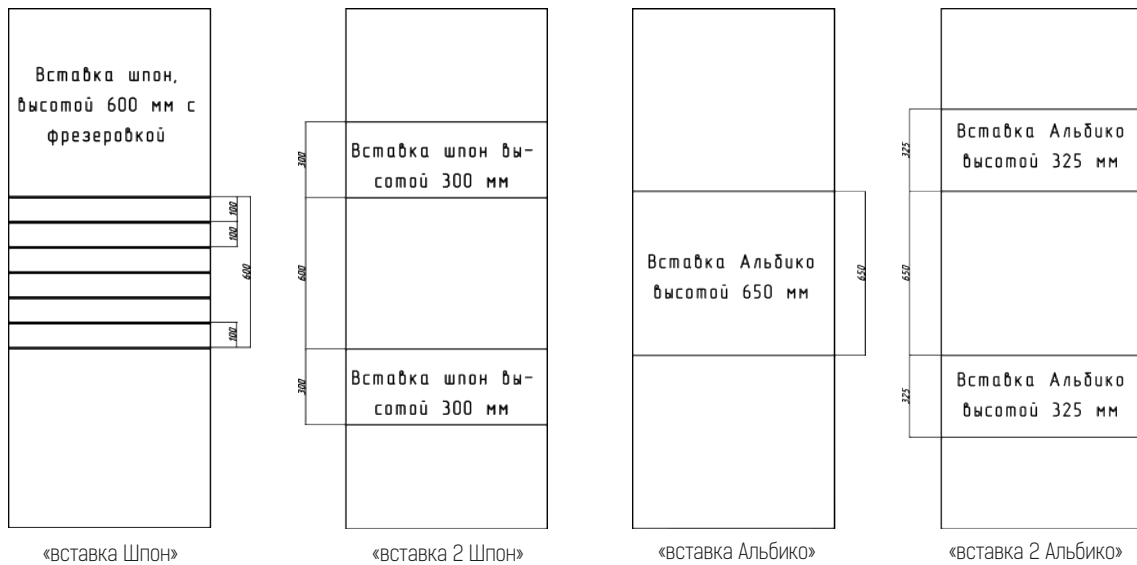 Вставка шпон,
высотой 600 мм с
фрезеровкой
100
100
600
100
«вставка Шпон»
300
Вставка шпон вы-
сотой 300 мм
600
300
Вставка шпон вы-
сотой 300 мм
«вставка 2 Шпон»
Вставка Альбико
высотой 650 мм
650
«вставка Альбико»
325
Вставка Альбико
высотой 325 мм
650
325
Вставка Альбико
высотой 325 мм
«вставка 2 Альбико»